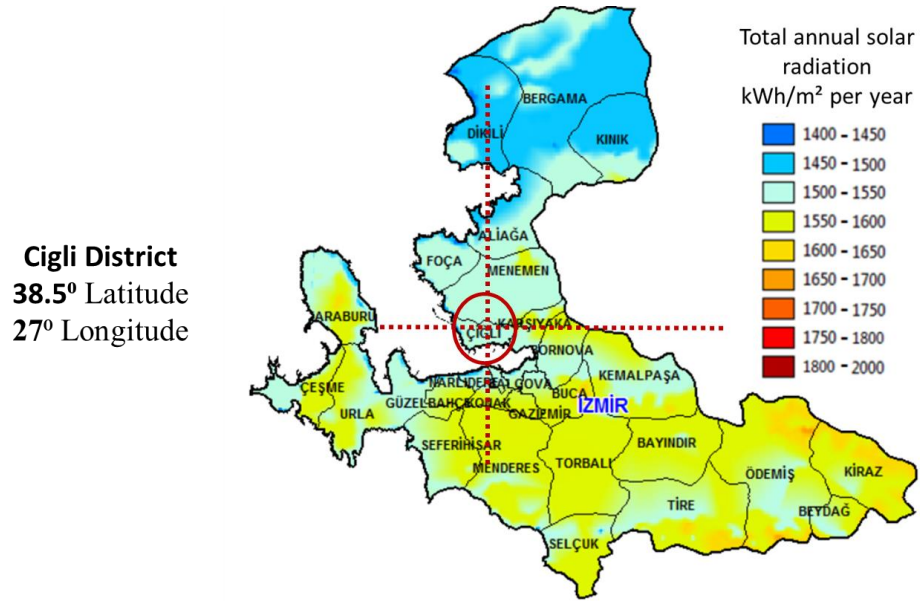 Total annual solar
radiation
kWh/m² per year
1400 - 1450
1450 - 1500
1500 - 1550
1550 - 1600
1600 - 1650
1650 - 1700
1700 - 1750
1750 - 1800
1800 - 2000
Cigli District
38.5⁰ Latitude
27⁰ Longitude
BERGAMA
DİKİLİ
KINIK
ALİAĞA
FOÇA
MENEMEN
ARABURU
ÇİĞLİ
KARŞIYAKA
BORNOVA
KEMALPAŞA
ÇEŞME
NARLIDERE
BALÇOVA
URLA
GÜZELBAHÇE
KONAK
BUCA
İZMİR
GAZİEMİR
SEFERİHİSAR
MENDERES
TORBALI
BAYINDIR
ÖDEMİŞ
KİRAZ
TİRE
BEYDAĞ
SELÇUK